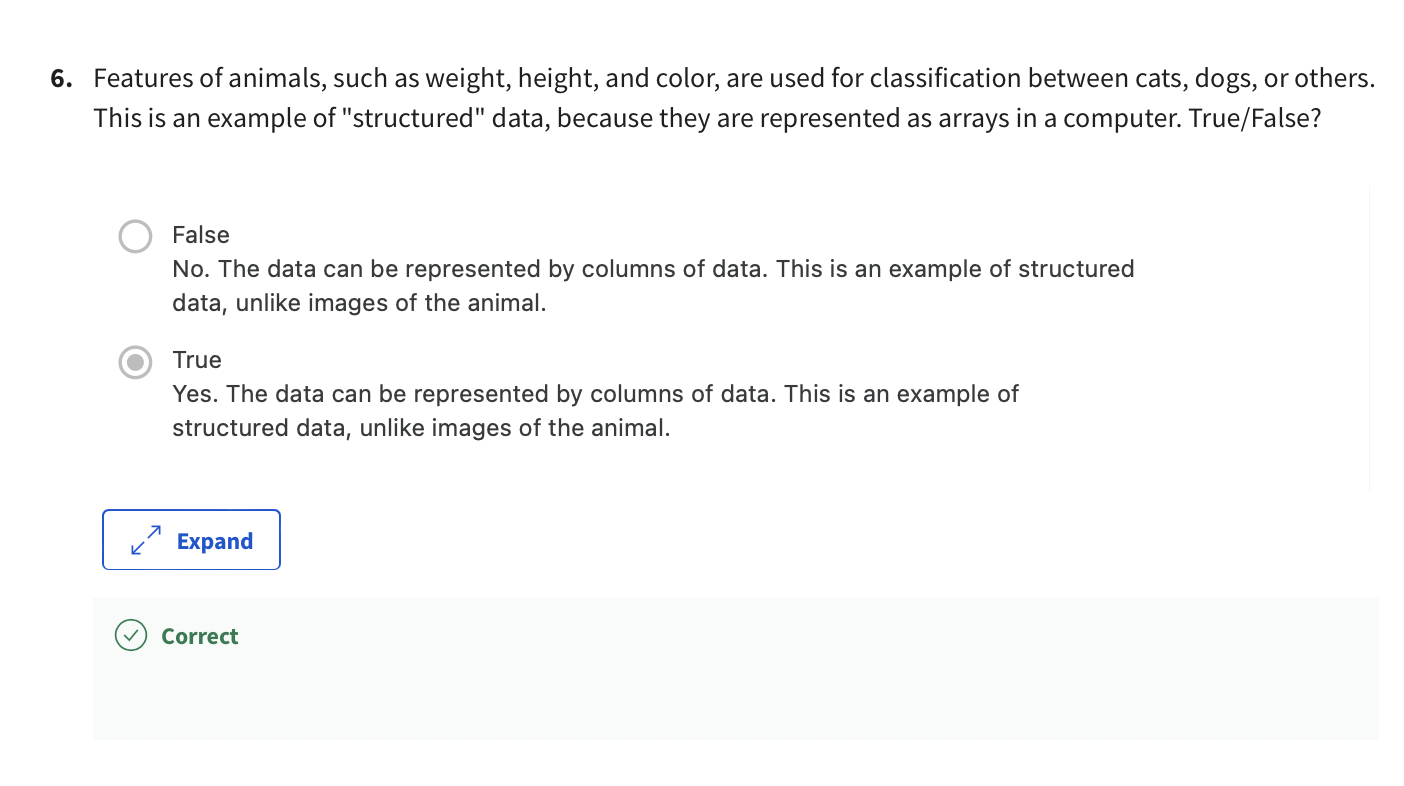 6. Features of animals, such as weight, height, and color, are used for classification between cats, dogs, or others.
This is an example of "structured" data, because they are represented as arrays in a computer. True/False?
False
No. The data can be represented by columns of data. This is an example of structured
data, unlike images of the animal.
True
Yes. The data can be represented by columns of data. This is an example of
structured data, unlike images of the animal.
Expand
Correct